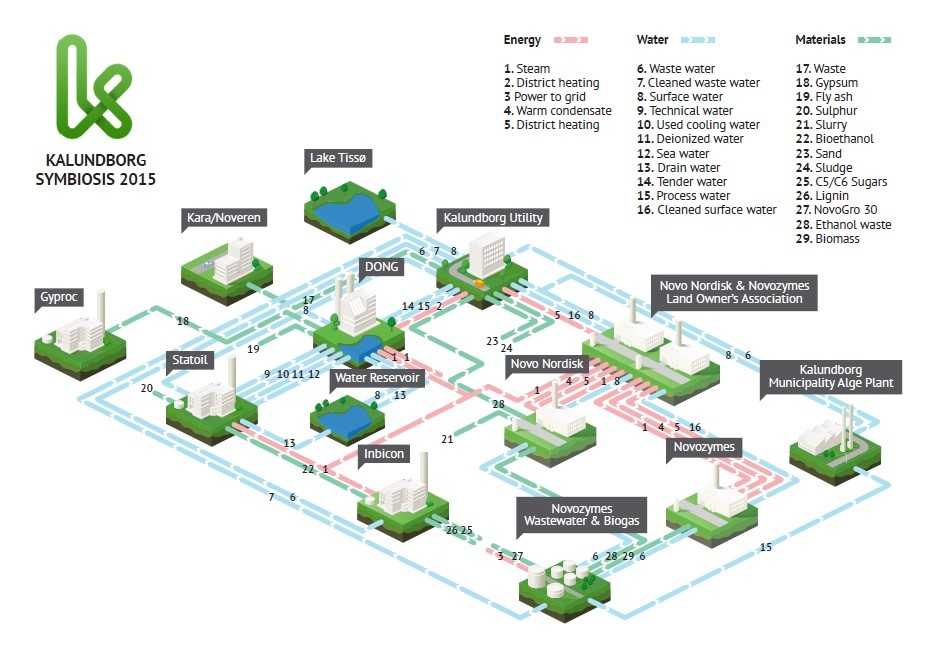 KALUNDBORG
SYMBIOSIS 2015
Energy
1. Steam
2. District heating
3 Power to grid
4. Warm condensate
5. District heating
Water
6. Waste water
7. Cleaned waste water
8. Surface water
9. Technical water
10. Used cooling water
11. Deionized water
12. Sea water
13. Drain water
14. Tender water
15. Process water
16. Cleaned surface water
Materials
17. Waste
18. Gypsum
19. Fly ash
20. Sulphur
21. Slurry
22. Bioethanol
23. Sand
24. Sludge
25. C5/C6 Sugars
26. Lignin
27. NovoGro 30
28. Ethanol waste
29. Biomass
Lake Tissø
Kara/Noveren
Kalundborg Utility
6 7 8
DONG
Novo Nordisk & Novozymes
Land Owner's Association
Gyproc
17
8
14 15 2
18
5 16 8
23
24
19
1 1
8 6
Statoil
Novo Nordisk
Kalundborg
Municipality Alge Plant
9 10 11 12
Water Reservoir
20
8 13
1 4 5 1 8
28
1 4 5 16
21
13
Inbicon
Novozymes
22 1
7 6
Novozymes
Wastewater & Biogas
26 25
3 27
6 28 29 6
15